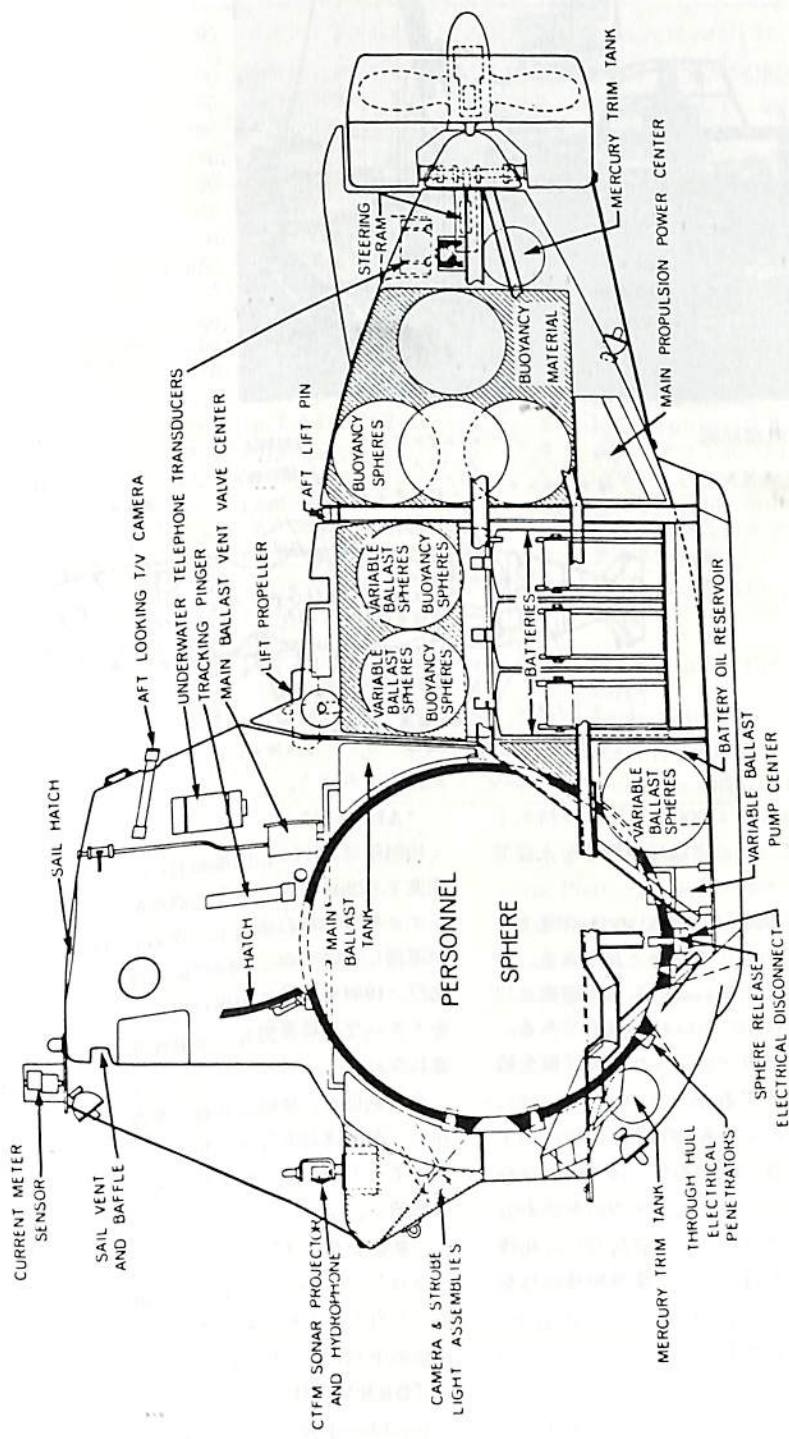 CURRENT METER
SENSOR
SAIL VENT
AND BAFFLE
SAIL HATCH
AFT LOOKING T/V CAMERA
UNDERWATER TELEPHONE TRANSDUCERS
TRACKING PINGER
MAIN BALLAST VENT VALVE CENTER
LIFT PROPELLER
AFT LIFT PIN
STEERING
RAM
MERCURY TRIM TANK
MAIN PROPULSION POWER CENTER
CTFM SONAR PROJECTOR
AND HYDROPHONE
CAMERA & STROBE
LIGHT ASSEMBLIES
HATCH
MAIN
BALLAST
TANK
PERSONNEL
SPHERE
VARIABLE
BALLAST
SPHERES
BUOYANCY
SPHERES
VARIABLE
BALLAST
SPHERES
BUOYANCY
SPHERES
BUOYANCY
SPHERES
BUOYANCY
MATERIAL
BATTERIES
VARIABLE
BALLAST
SPHERES
BATTERY OIL RESERVOIR
VARIABLE BALLAST
PUMP CENTER
SPHERE RELEASE
ELECTRICAL DISCONNECT
THROUGH HULL
ELECTRICAL
PENETRATORS
MERCURY TRIM TANK